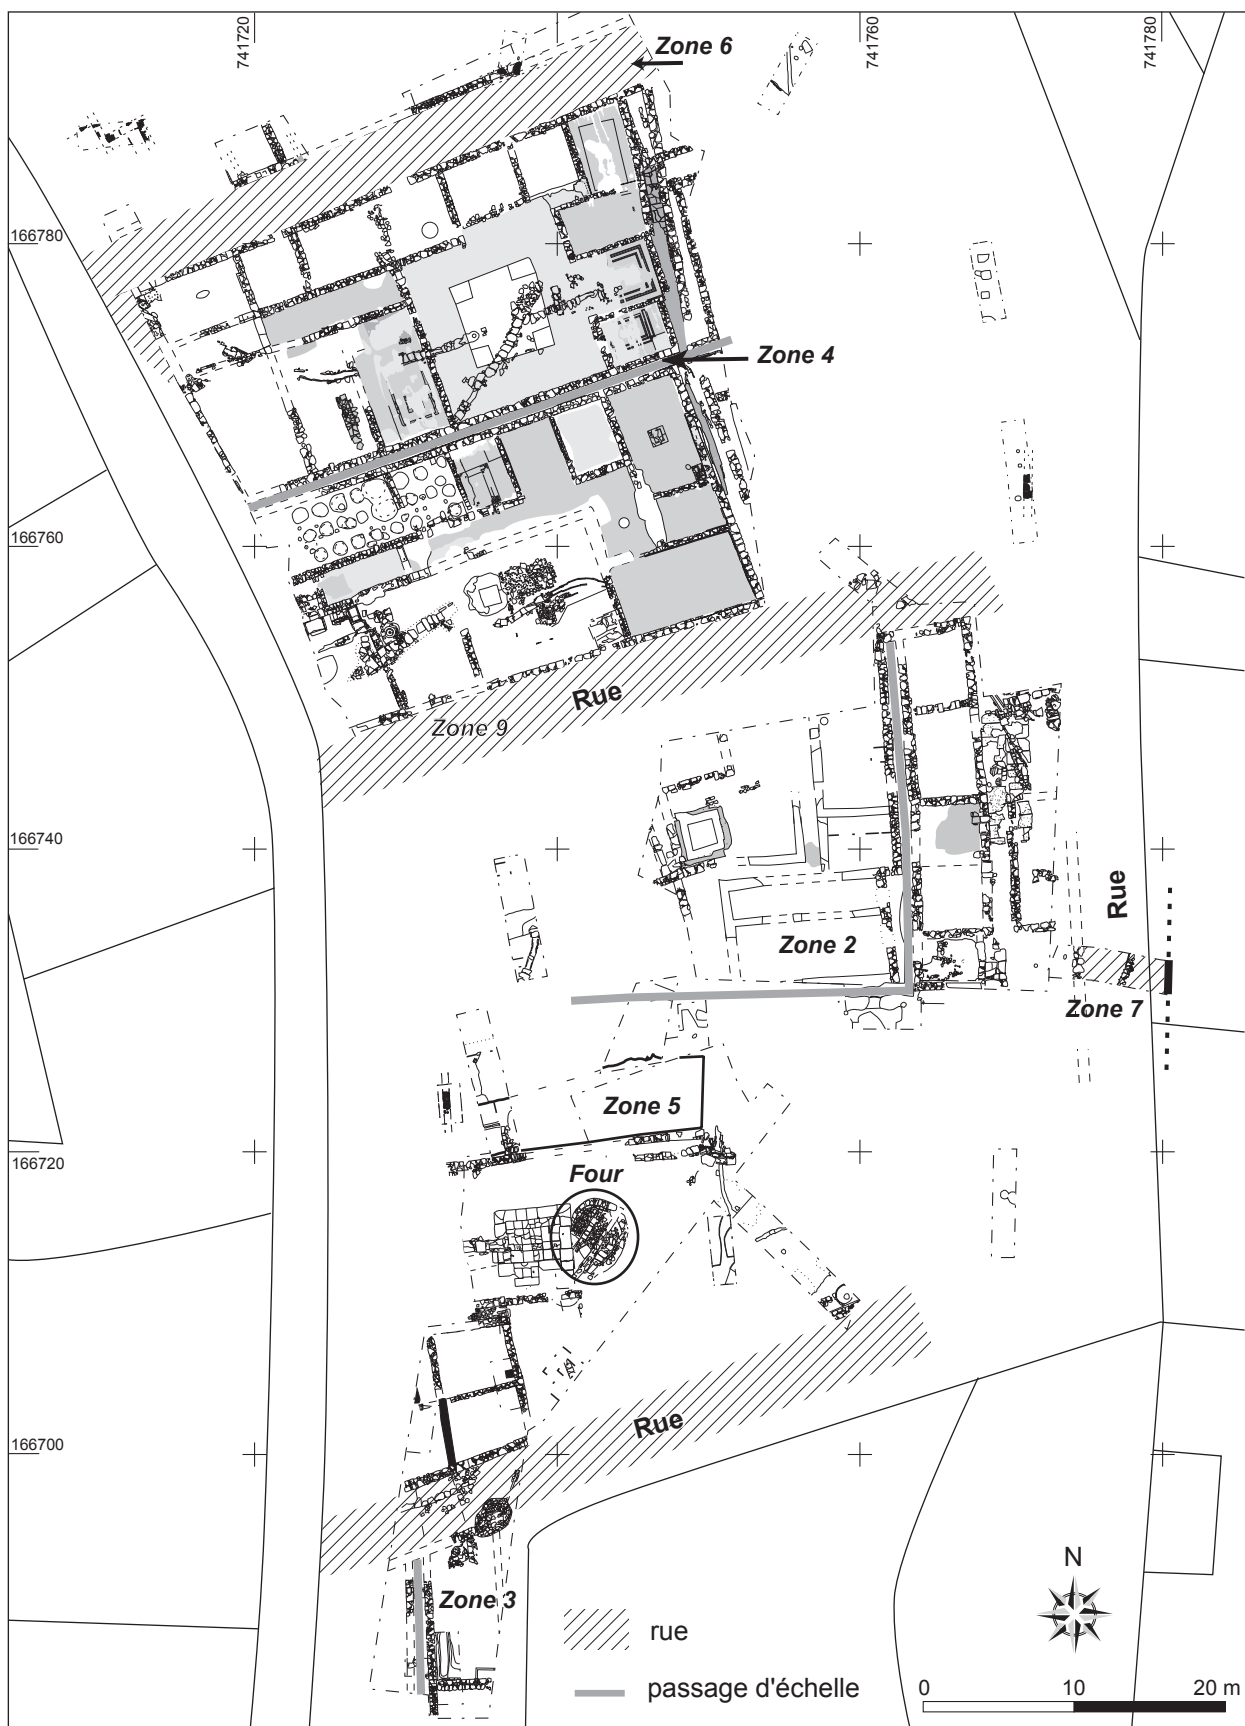 741720
741760
741780
Zone 6
166780
Zone 4
166760
Rue
Zone 9
166740
Rue
Zone 2
Zone 7
Zone 5
166720
Four
Rue
166700
N
Zone 3
rue
passage d'échelle
0 10 20 m